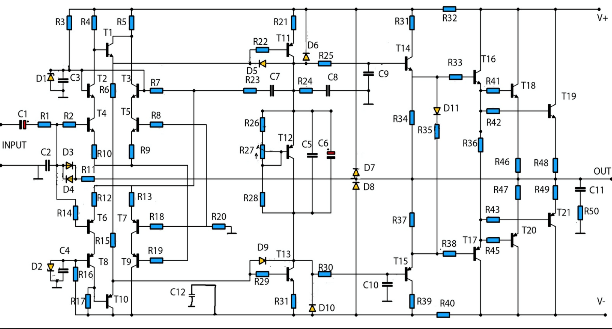 R3 R4 R5 R21 R31 R32 V+
T1 T11 D6 T14
R22 R25 R33 T16
D1 C3 T2 T3 D5 C9
R6 R7 R23 C7 R24 C8 R41 T18 T19
D11
C1 R1 R2 T4 T5 R8 R26 R34 R42
R35
INPUT R10 R9 R27 T12 C5 C6 R36
C2 D3 R46 R48
R11 D7 OUT
D4 D8
R12 R13 R28 R47 R49 C11
R14 R37 R43 T21 R50
T6 T7 R18 R20
R15 T17 R45 T20
C4 T8 T9 R19 D9 T13 R38
D2 R16 R29 R30 T15
C12 C10
R17 T10 R31 D10 R39 R40 V-